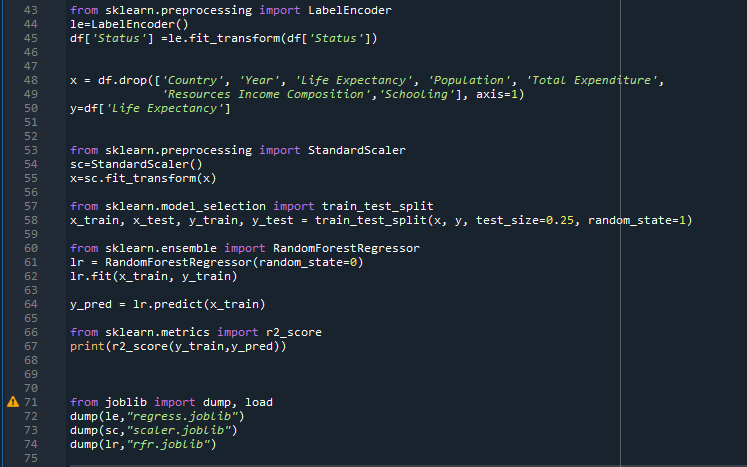 43 from sklearn.preprocessing import LabelEncoder
44 le=LabelEncoder()
45 df['Status'] =le.fit_transform(df['Status'])
46
47
48 x = df.drop(['Country', 'Year', 'Life Expectancy', 'Population', 'Total Expenditure',
49 'Resources Income Composition','Schooling'], axis=1)
50 y=df['Life Expectancy']
51
52
53 from sklearn.preprocessing import StandardScaler
54 sc=StandardScaler()
55 x=sc.fit_transform(x)
56
57 from sklearn.model_selection import train_test_split
58 x_train, x_test, y_train, y_test = train_test_split(x, y, test_size=0.25, random_state=1)
59
60 from sklearn.ensemble import RandomForestRegressor
61 lr = RandomForestRegressor(random_state=0)
62 lr.fit(x_train, y_train)
63
64 y_pred = lr.predict(x_train)
65
66 from sklearn.metrics import r2_score
67 print(r2_score(y_train,y_pred))
68
69
70
71 from joblib import dump, load
72 dump(le,"regress.joblib")
73 dump(sc,"scaler.joblib")
74 dump(lr,"rfr.joblib")
75